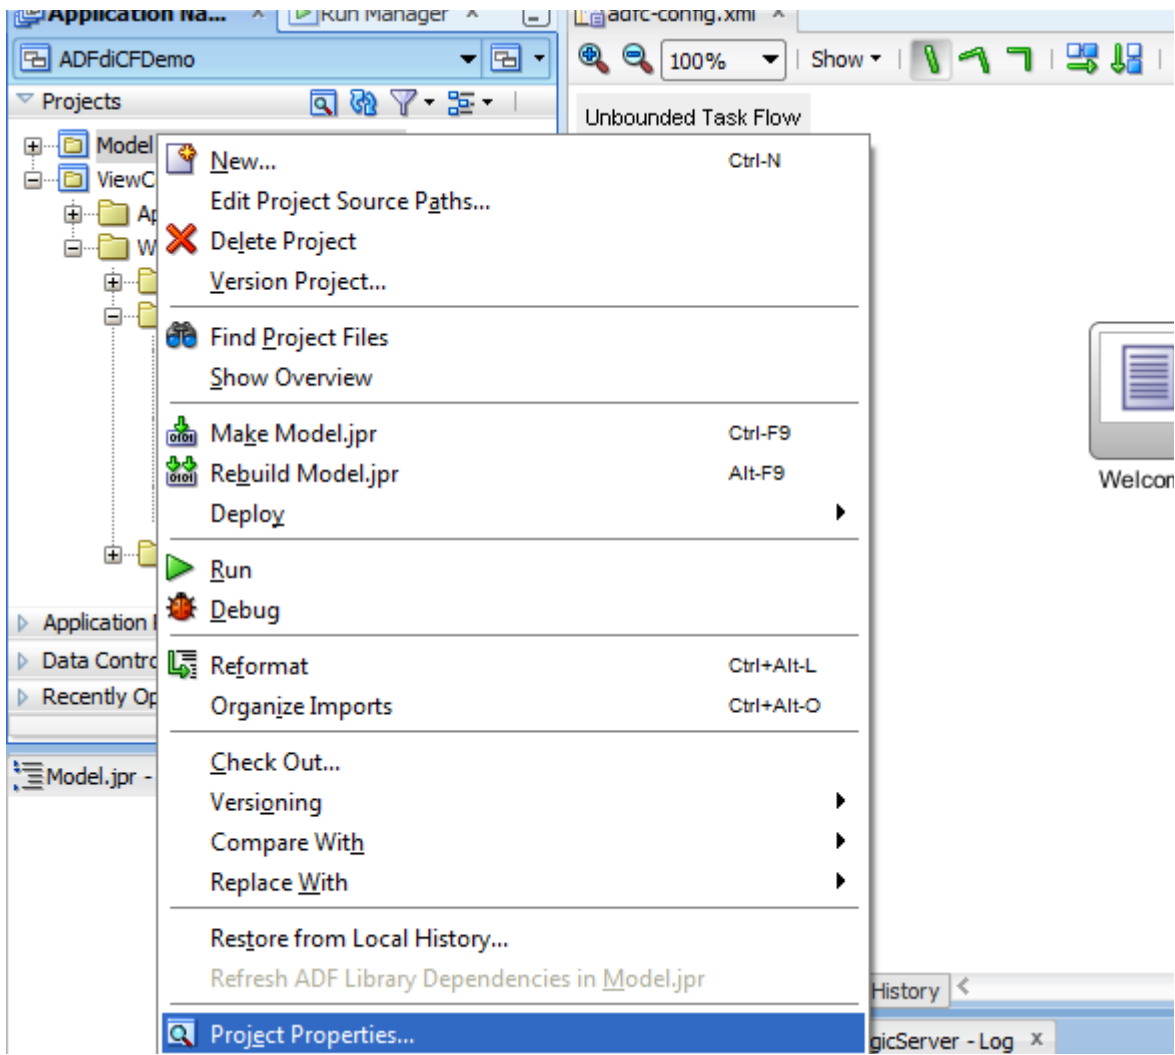 Application Na... × Run Manager ×
adfc-config.xml ×
ADFdiCFDemo
100% Show
Projects
Unbounded Task Flow
Model
ViewC
Ap
W
New... Ctrl-N
Edit Project Source Paths...
Delete Project
Version Project...
Find Project Files
Show Overview
Make Model.jpr Ctrl-F9
Rebuild Model.jpr Alt-F9
Deploy
Run
Debug
Reformat Ctrl+Alt-L
Organize Imports Ctrl+Alt-O
Check Out...
Versioning
Compare With
Replace With
Restore from Local History...
Refresh ADF Library Dependencies in Model.jpr
Project Properties...
Application
Data Contro
Recently Op
Model.jpr -
Welcom
History
gicServer - Log ×